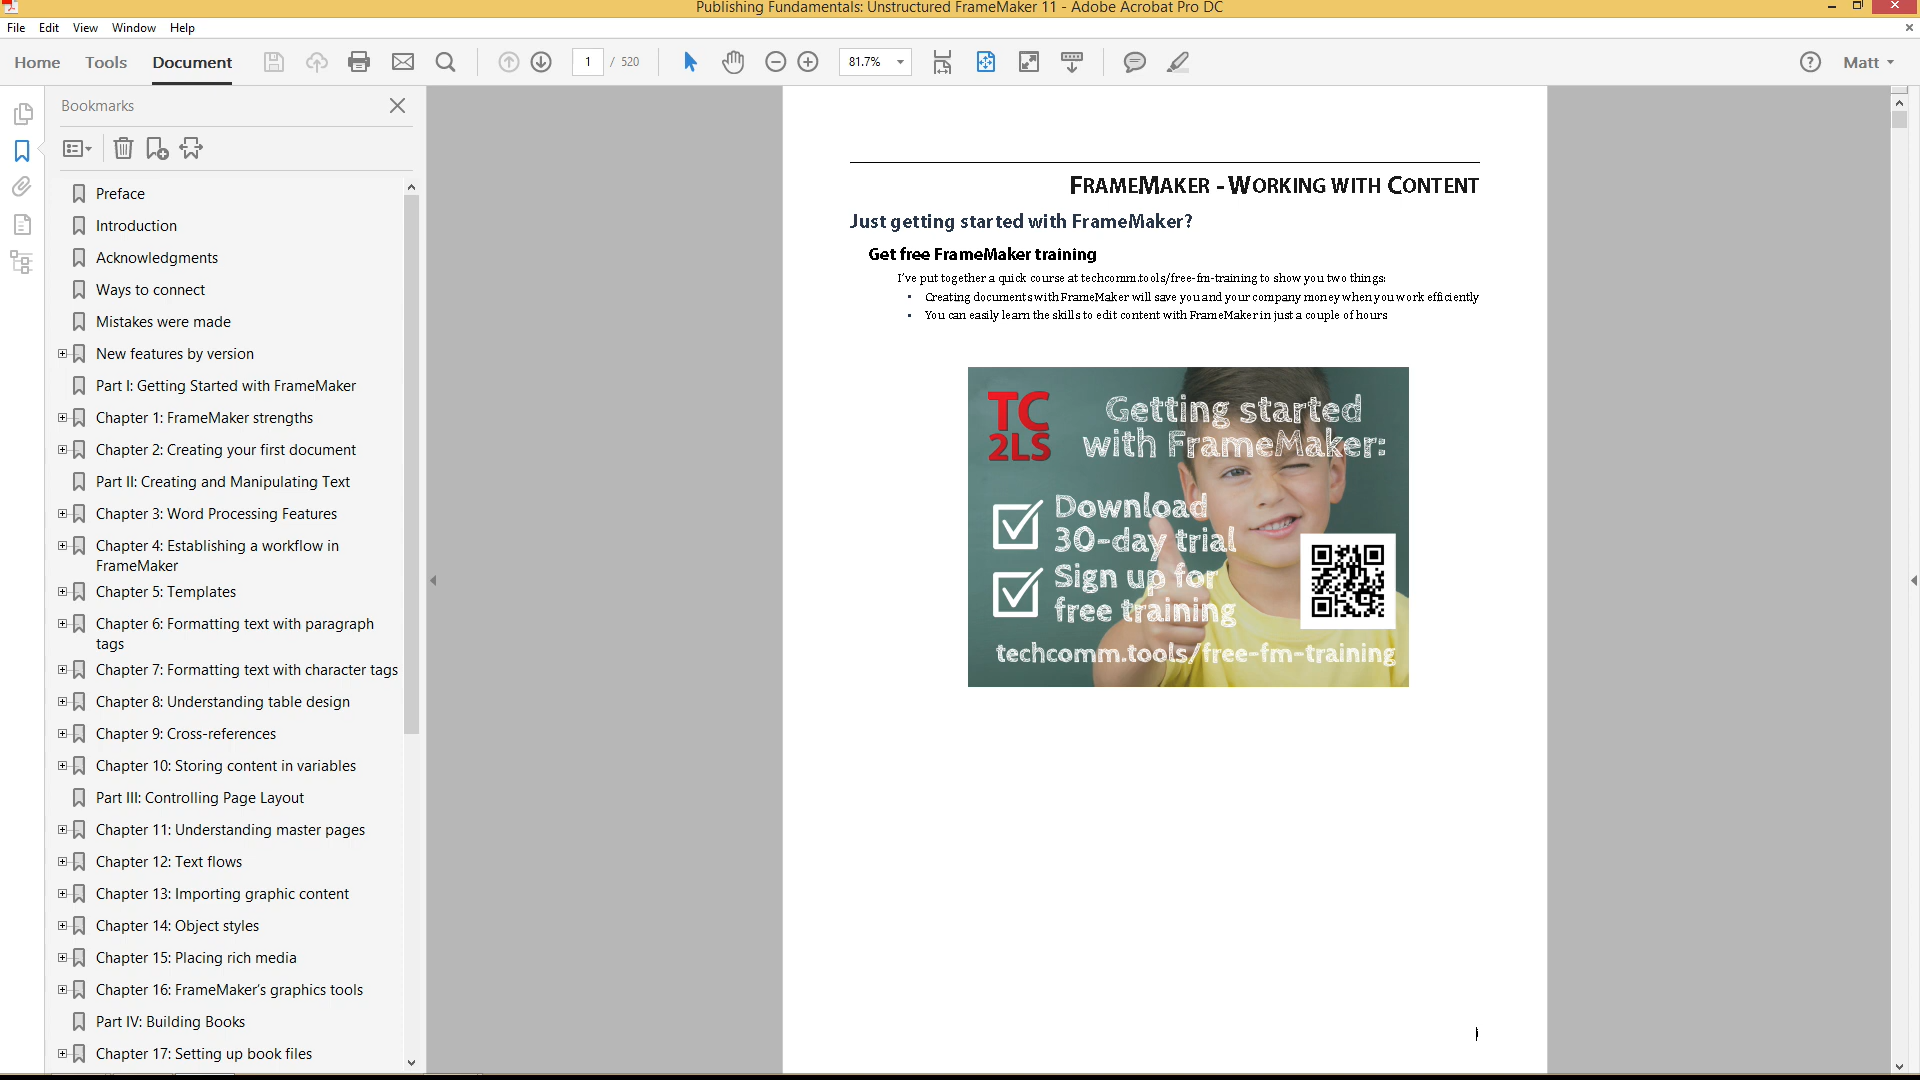 Publishing Fundamentals: Unstructured FrameMaker 11 - Adobe Acrobat Pro DC
File Edit View Window Help
Home Tools Document 1 / 520 81.7% Matt
Bookmarks
Preface
Introduction
Acknowledgments
Ways to connect
Mistakes were made
New features by version
Part I: Getting Started with FrameMaker
Chapter 1: FrameMaker strengths
Chapter 2: Creating your first document
Part II: Creating and Manipulating Text
Chapter 3: Word Processing Features
Chapter 4: Establishing a workflow in
FrameMaker
Chapter 5: Templates
Chapter 6: Formatting text with paragraph
tags
Chapter 7: Formatting text with character tags
Chapter 8: Understanding table design
Chapter 9: Cross-references
Chapter 10: Storing content in variables
Part III: Controlling Page Layout
Chapter 11: Understanding master pages
Chapter 12: Text flows
Chapter 13: Importing graphic content
Chapter 14: Object styles
Chapter 15: Placing rich media
Chapter 16: FrameMaker's graphics tools
Part IV: Building Books
Chapter 17: Setting up book files
FRAMEMAKER - WORKING WITH CONTENT
Just getting started with FrameMaker?
Get free FrameMaker training
I've put together a quick course at techcomm.tools/free-fm-training to show you two things:
• Creating documents with FrameMaker will save you and your company money when you work efficiently
• You can easily learn the skills to edit content with FrameMaker in just a couple of hours
TC
2LS
Getting started
with FrameMaker:
Download
30-day trial
Sign up for
free training
techcomm.tools/free-fm-training
i